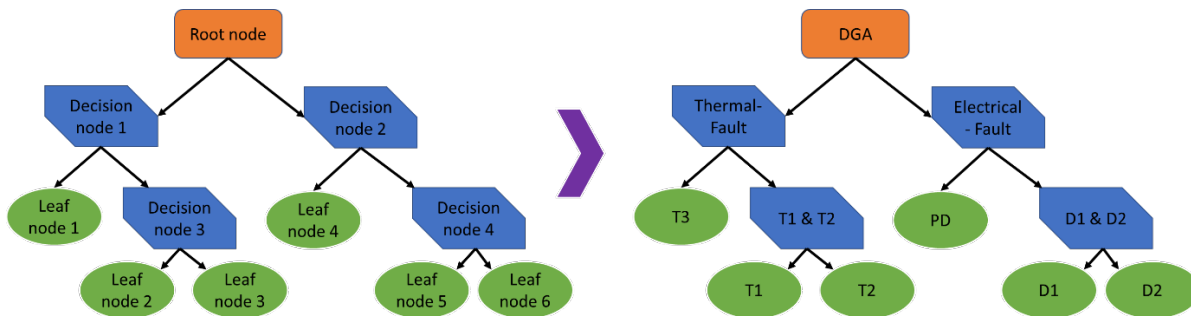 Root node
Decision
node 1
Decision
node 2
Leaf
node 1
Decision
node 3
Leaf
node 4
Decision
node 4
Leaf
node 2
Leaf
node 3
Leaf
node 5
Leaf
node 6
DGA
Thermal-
Fault
Electrical
- Fault
T3
T1 & T2
PD
D1 & D2
T1
T2
D1
D2